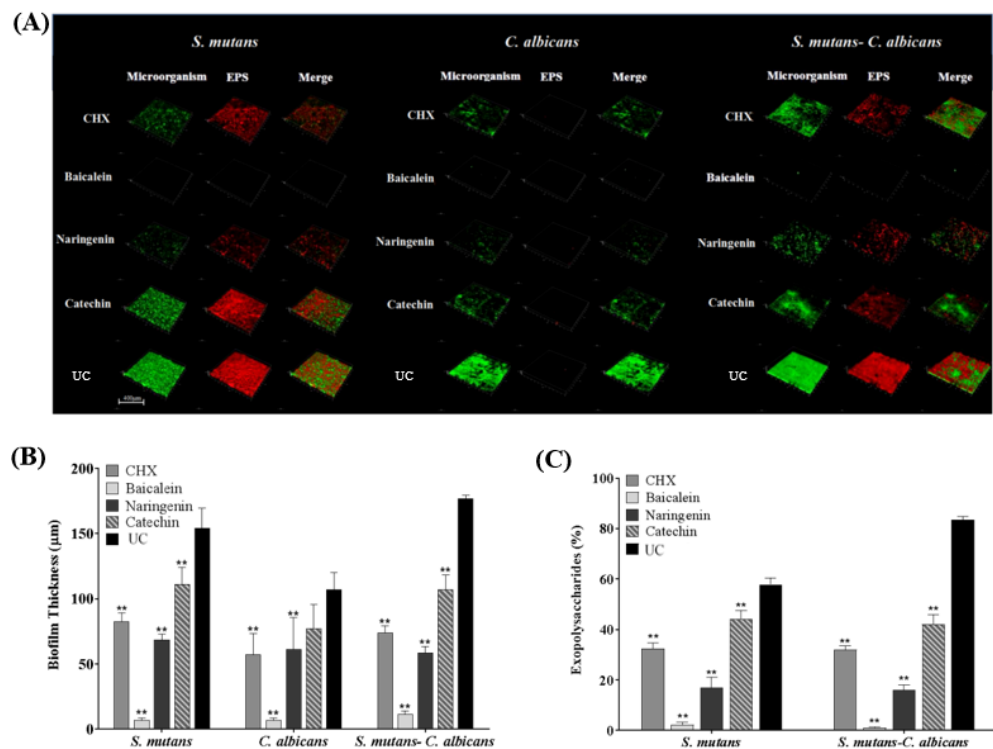 (A)
S. mutans C. albicans S. mutans- C. albicans
Microorganism EPS Merge Microorganism EPS Merge Microorganism EPS Merge
CHX CHX CHX
Baicalein Baicalein Baicalein
Naringenin Naringenin Naringenin
Catechin Catechin Catechin
UC UC UC
400µm
(B)
Biofilm Thickness (µm)
200
150
100
50
0
CHX
Baicalein
Naringenin
Catechin
UC
** ** ** ** ** ** ** ** ** ** **
S. mutans C. albicans S. mutans- C. albicans
(C)
Exopolysaccharides (%)
100
80
60
40
20
0
CHX
Baicalein
Naringenin
Catechin
UC
** ** ** ** ** ** ** **
S. mutans S. mutans-C. albicans